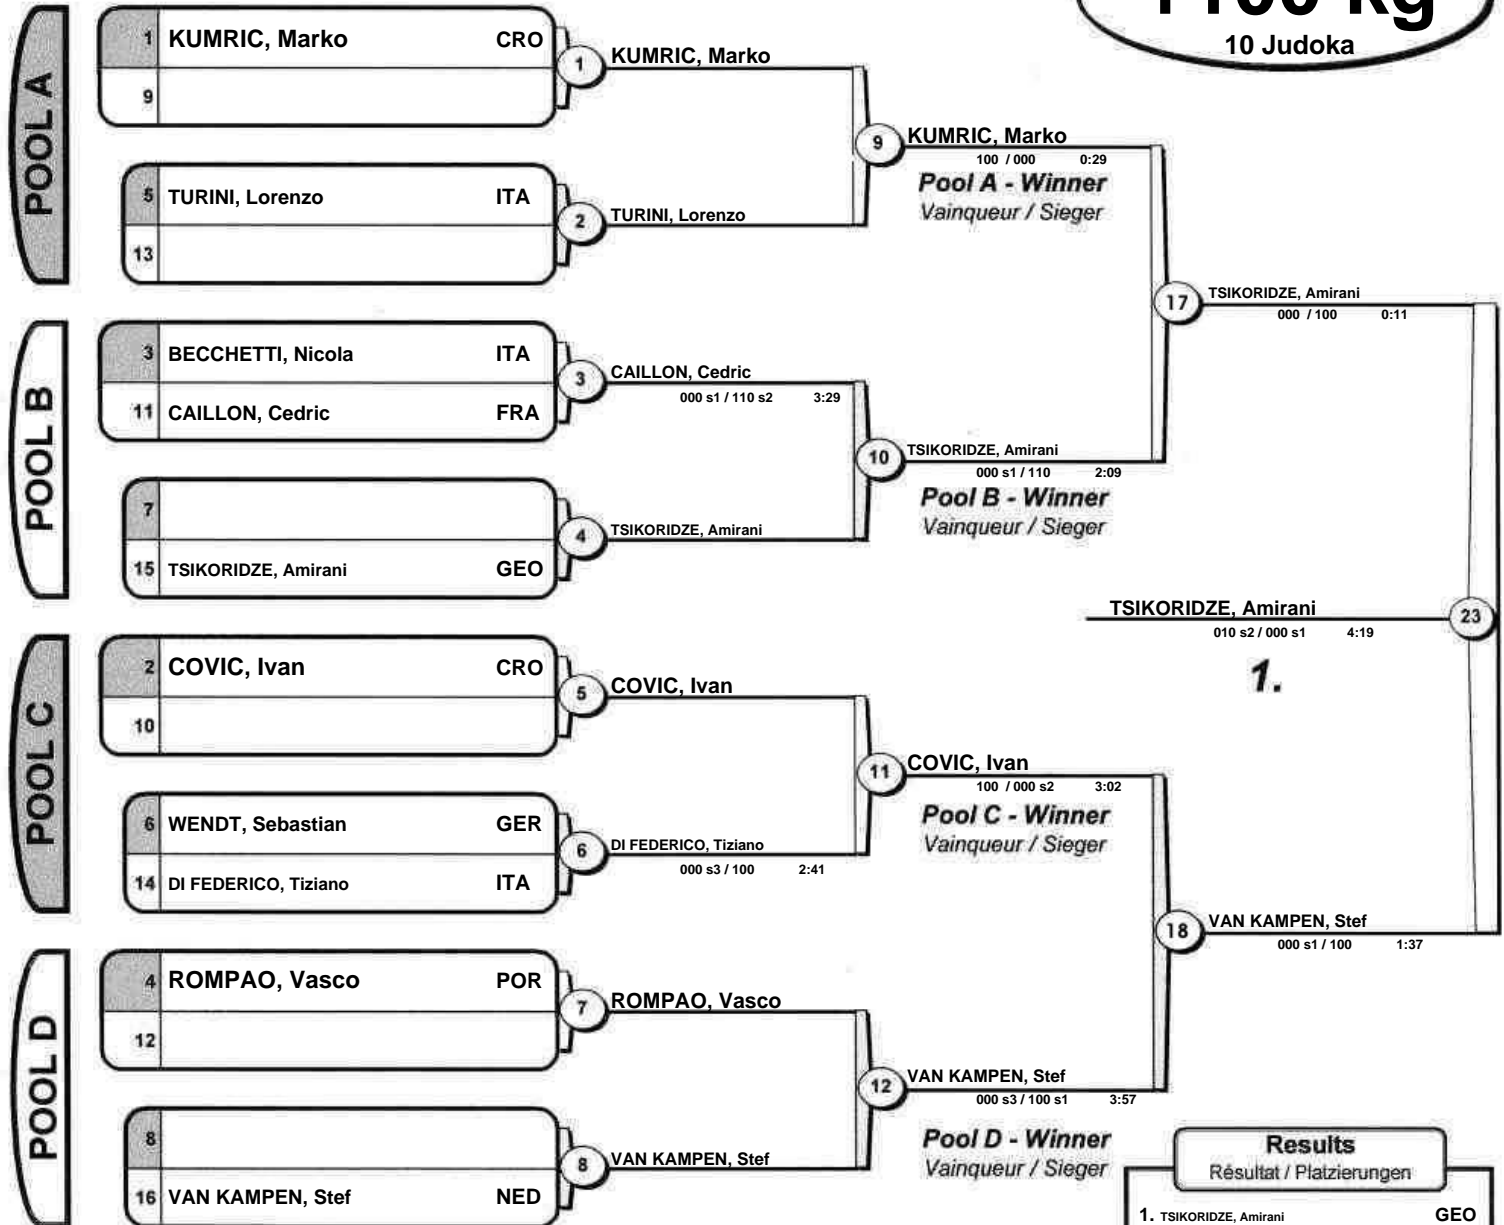 10 Judoka
POOL A
1 KUMRIC, Marko CRO
9
1 KUMRIC, Marko
5 TURINI, Lorenzo ITA
13
2 TURINI, Lorenzo
9 KUMRIC, Marko
100 / 000 0:29
Pool A - Winner
Vainqueur / Sieger
POOL B
3 BECCHETTI, Nicola ITA
11 CAILLON, Cedric FRA
3 CAILLON, Cedric
000 s1 / 110 s2 3:29
7
15 TSIKORIDZE, Amirani GEO
4 TSIKORIDZE, Amirani
10 TSIKORIDZE, Amirani
000 s1 / 110 2:09
Pool B - Winner
Vainqueur / Sieger
17 TSIKORIDZE, Amirani
000 / 100 0:11
TSIKORIDZE, Amirani 23
010 s2 / 000 s1 4:19
1.
POOL C
2 COVIC, Ivan CRO
10
5 COVIC, Ivan
6 WENDT, Sebastian GER
14 DI FEDERICO, Tiziano ITA
6 DI FEDERICO, Tiziano
000 s3 / 100 2:41
11 COVIC, Ivan
100 / 000 s2 3:02
Pool C - Winner
Vainqueur / Sieger
18 VAN KAMPEN, Stef
000 s1 / 100 1:37
POOL D
4 ROMPAO, Vasco POR
12
7 ROMPAO, Vasco
8
16 VAN KAMPEN, Stef NED
8 VAN KAMPEN, Stef
12 VAN KAMPEN, Stef
000 s3 / 100 s1 3:57
Pool D - Winner
Vainqueur / Sieger
Results
Résultat / Platzierungen
1. TSIKORIDZE, Amirani GEO